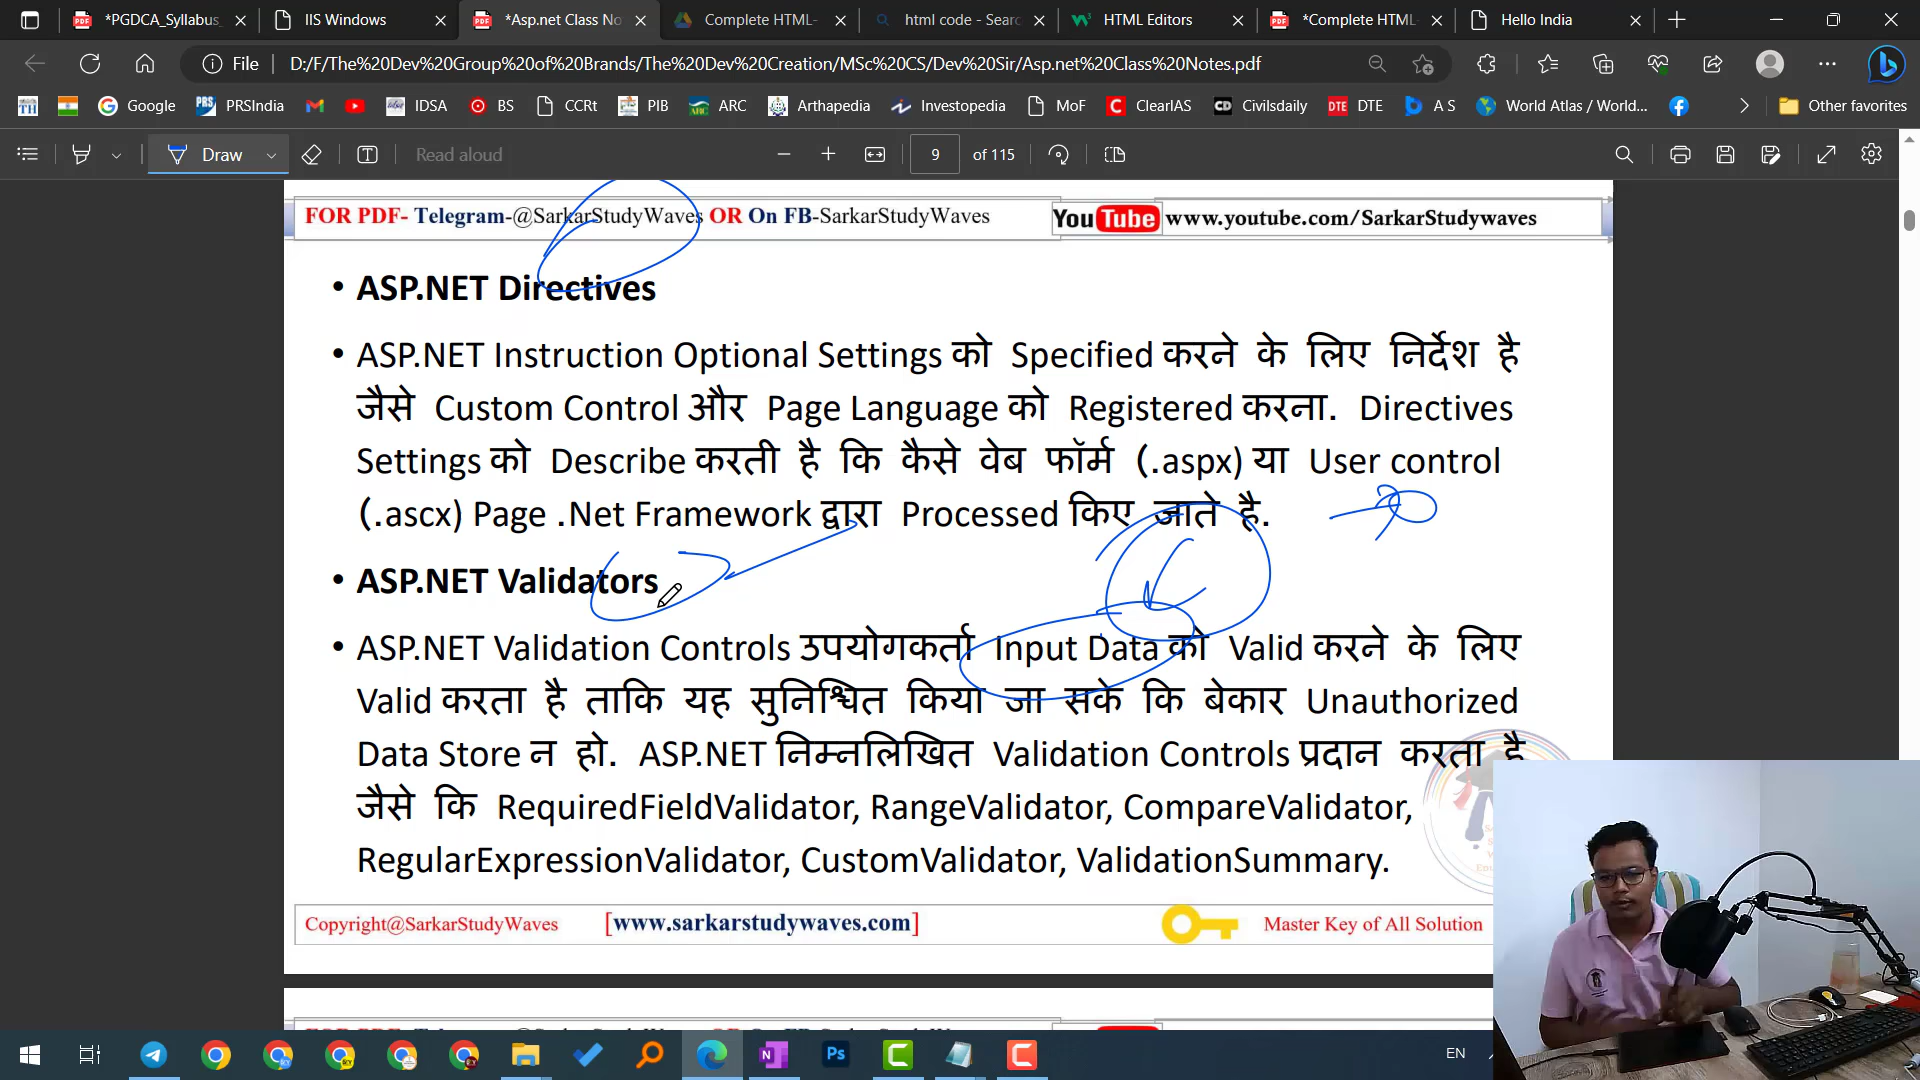 *PGDCA_Syllabus_
IIS Windows
*Asp.net Class No
Complete HTML-
html code - Searc
HTML Editors
*Complete HTML-
Hello India
File
D:/F/The%20Dev%20Group%20of%20Brands/The%20Dev%20Creation/MSc%20CS/Dev%20Sir/Asp.net%20Class%20Notes.pdf
TH
Google
PRS
PRSIndia
IDSA
BS
CCRt
PIB
ARC
Arthapedia
Investopedia
MoF
C
ClearIAS
CD
Civilsdaily
DTE
DTE
A S
World Atlas / World...
Other favorites
Draw
Read aloud
9
of 115
FOR PDF- Telegram-@SarkarStudyWaves OR On FB-SarkarStudyWaves
YouTube www.youtube.com/SarkarStudywaves
• ASP.NET Directives
• ASP.NET Instruction Optional Settings को Specified करने के लिए निर्देश है
जैसे Custom Control और Page Language को Registered करना. Directives
Settings को Describe करती है कि कैसे वेब फॉर्म (.aspx) या User control
(.ascx) Page .Net Framework द्वारा Processed किए जाते है.
• ASP.NET Validators
• ASP.NET Validation Controls उपयोगकर्ता Input Data को Valid करने के लिए
Valid करता है ताकि यह सुनिश्चित किया जा सके कि बेकार Unauthorized
Data Store न हो. ASP.NET निम्नलिखित Validation Controls प्रदान करता है
जैसे कि RequiredFieldValidator, RangeValidator, CompareValidator,
RegularExpressionValidator, CustomValidator, ValidationSummary.
Copyright@SarkarStudyWaves
[www.sarkarstudywaves.com]
Master Key of All Solution
Ps
EN